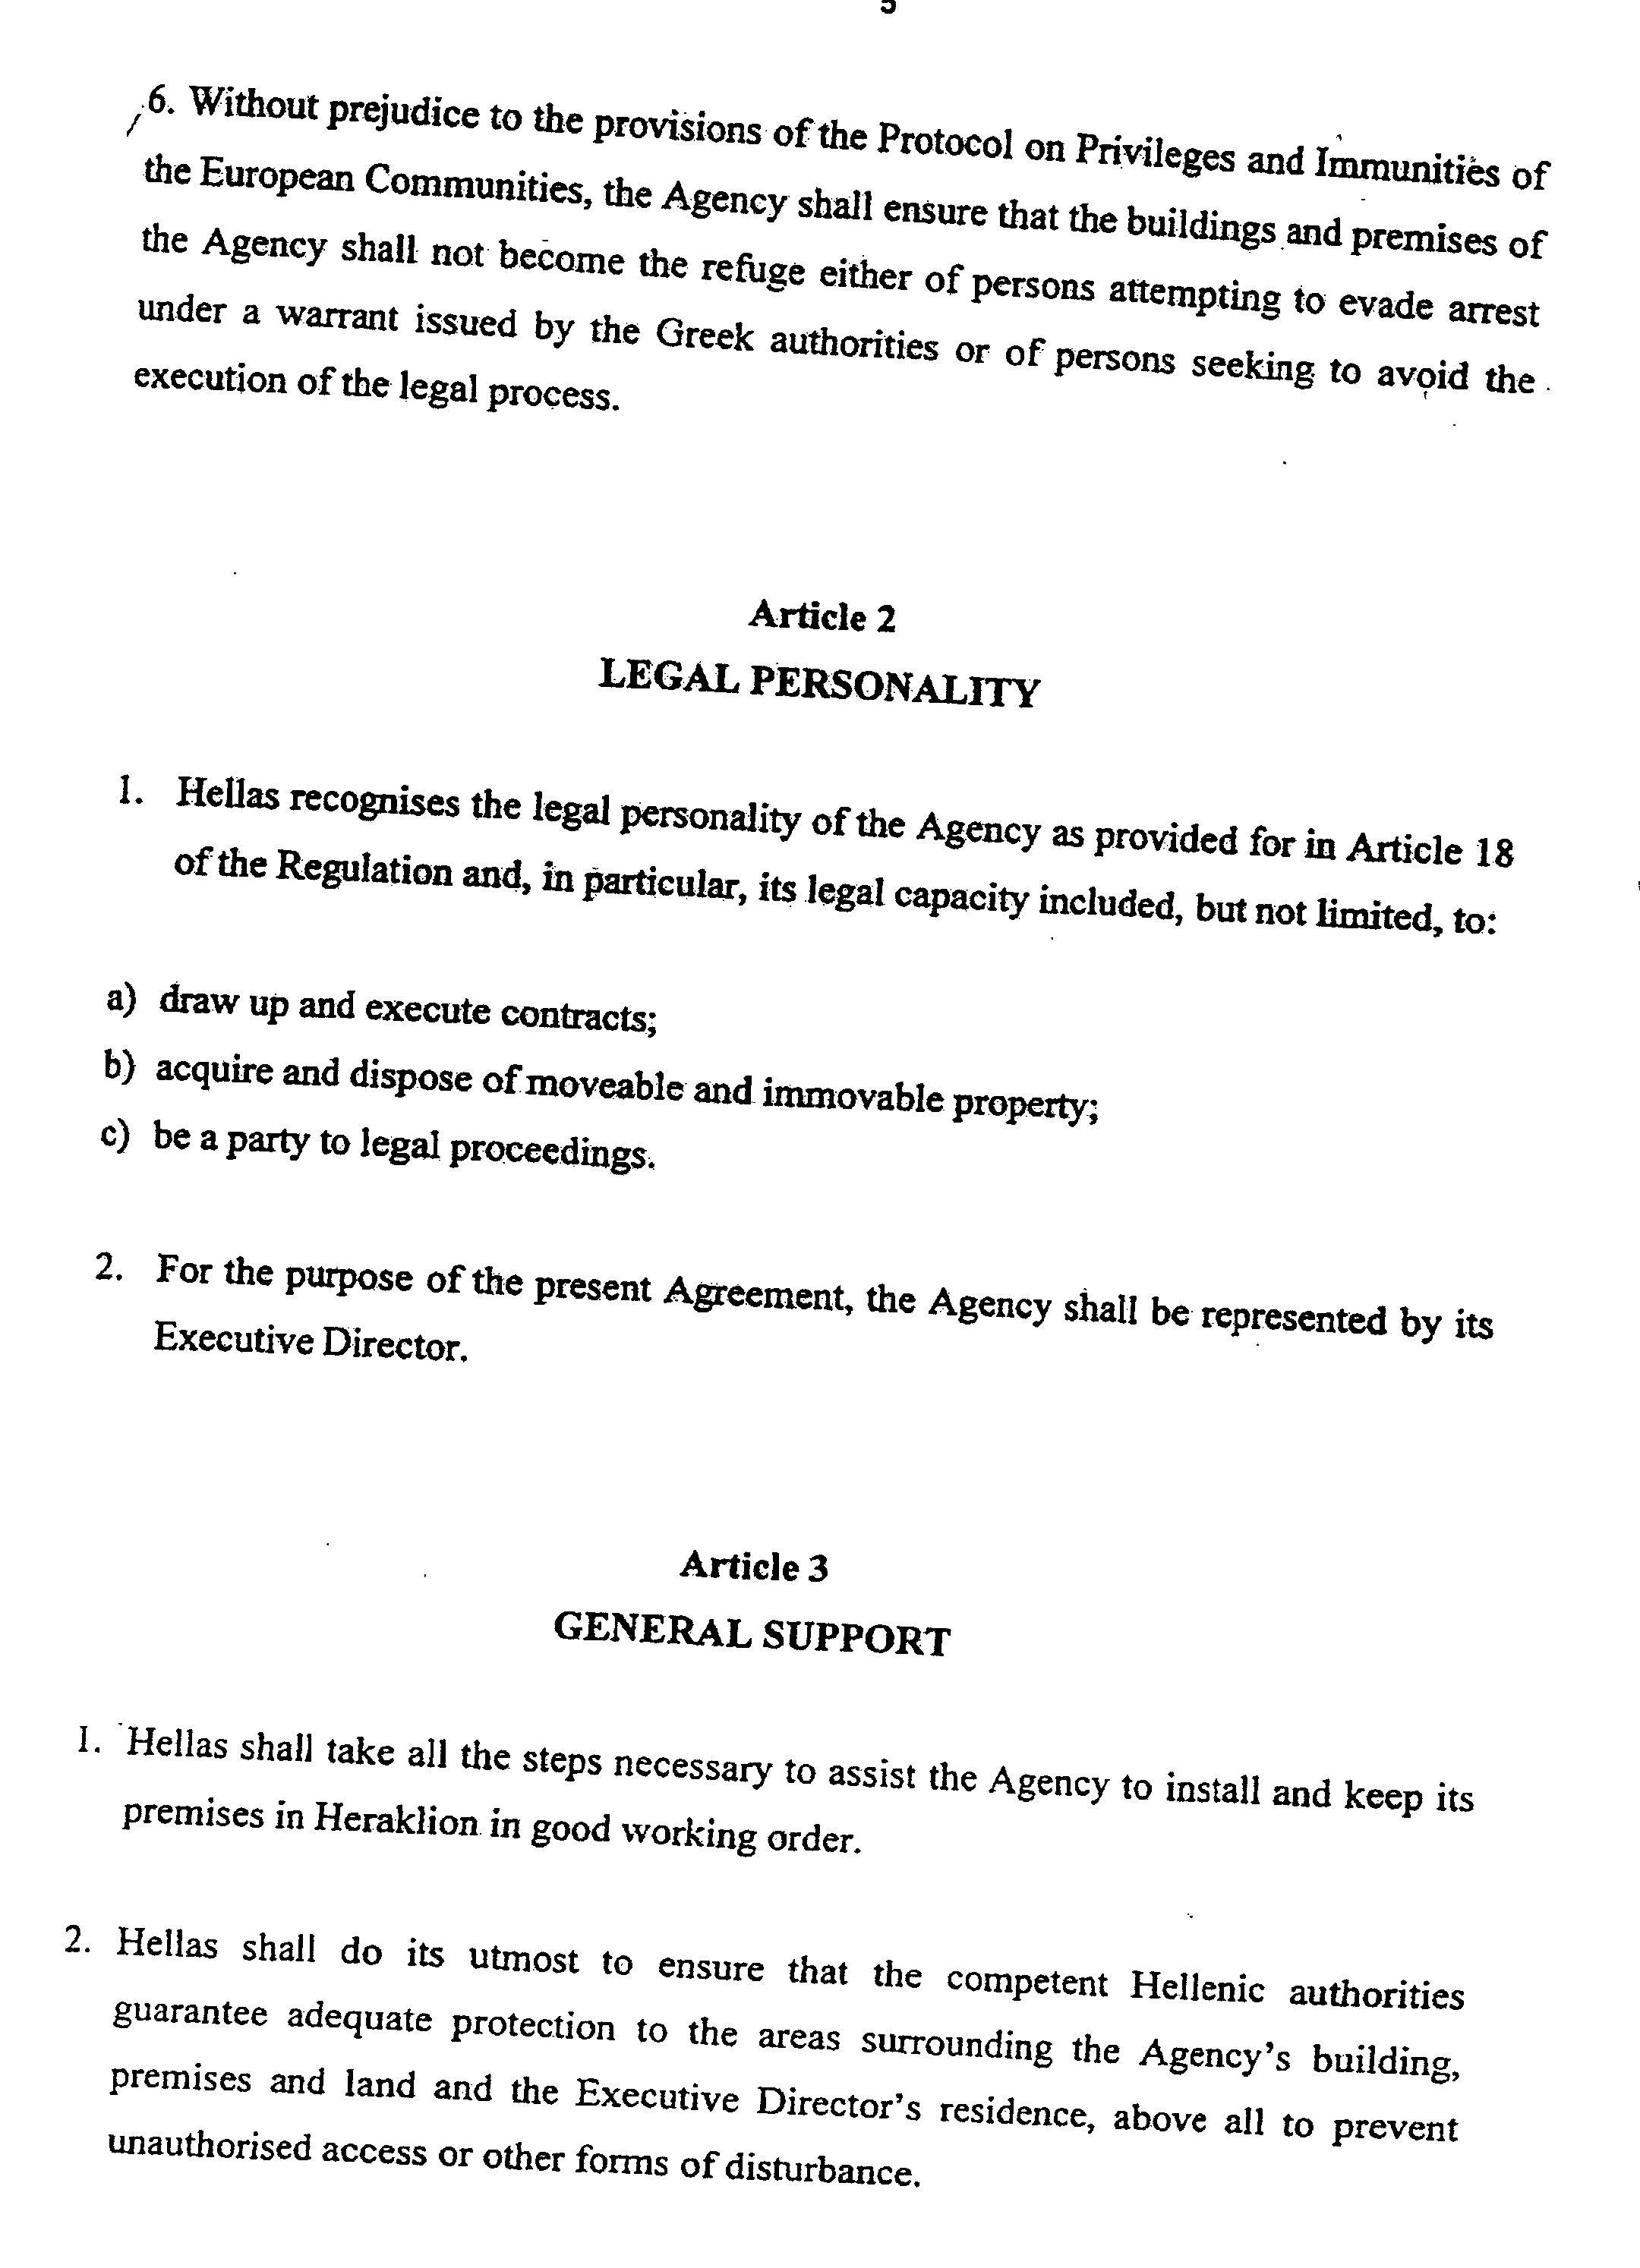 5
6. Without prejudice to the provisions of the Protocol on Privileges and Immunities of
the European Communities, the Agency shall ensure that the buildings and premises of
the Agency shall not become the refuge either of persons attempting to evade arrest
under a warrant issued by the Greek authorities or of persons seeking to avoid the
execution of the legal process.
Article 2
LEGAL PERSONALITY
1. Hellas recognises the legal personality of the Agency as provided for in Article 18
of the Regulation and, in particular, its legal capacity included, but not limited, to:
a) draw up and execute contracts;
b) acquire and dispose of moveable and immovable property;
c) be a party to legal proceedings.
2. For the purpose of the present Agreement, the Agency shall be represented by its
Executive Director.
Article 3
GENERAL SUPPORT
1. Hellas shall take all the steps necessary to assist the Agency to install and keep its
premises in Heraklion in good working order.
2. Hellas shall do its utmost to ensure that the competent Hellenic authorities
guarantee adequate protection to the areas surrounding the Agency's building,
premises and land and the Executive Director's residence, above all to prevent
unauthorised access or other forms of disturbance.